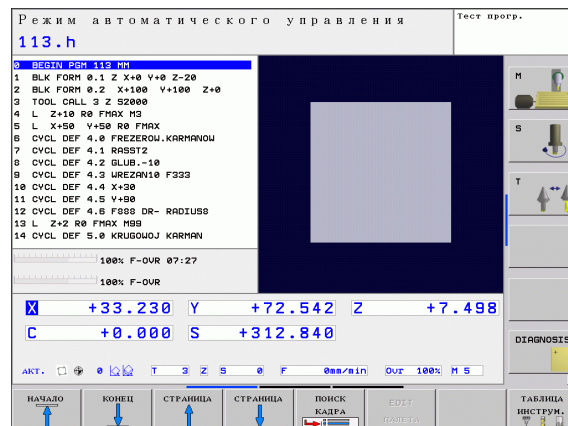 Режим автоматического управления
Тест прогр.
113.h
0 BEGIN PGM 113 MM
1 BLK FORM 0.1 Z X+0 Y+0 Z-20
2 BLK FORM 0.2 X+100 Y+100 Z+0
3 TOOL CALL 3 Z S2000
4 L Z+10 R0 FMAX M3
5 L X+50 Y+50 R0 FMAX
6 CYCL DEF 4.0 FREZEROW.KARMANOW
7 CYCL DEF 4.1 RASST2
8 CYCL DEF 4.2 GLUB.-10
9 CYCL DEF 4.3 WREZAN10 F333
10 CYCL DEF 4.4 X+30
11 CYCL DEF 4.5 Y+90
12 CYCL DEF 4.6 F888 DR- RADIUS8
13 L Z+2 R0 FMAX M99
14 CYCL DEF 5.0 KRUGOWOJ KARMAN
100% F-OVR 07:27
100% F-OVR
X +33.230 Y +72.542 Z +7.498
C +0.000 S +312.840
АКТ. 0 T 3 Z S 0 F 0mm/min Ovr 100% M 5
M
S
T
DIAGNOSIS
НАЧАЛО
КОНЕЦ
СТРАНИЦА
СТРАНИЦА
ПОИСК
КАДРА
EDIT
ПАЛЕТА
ТАБЛИЦА
ИНСТРУМ.